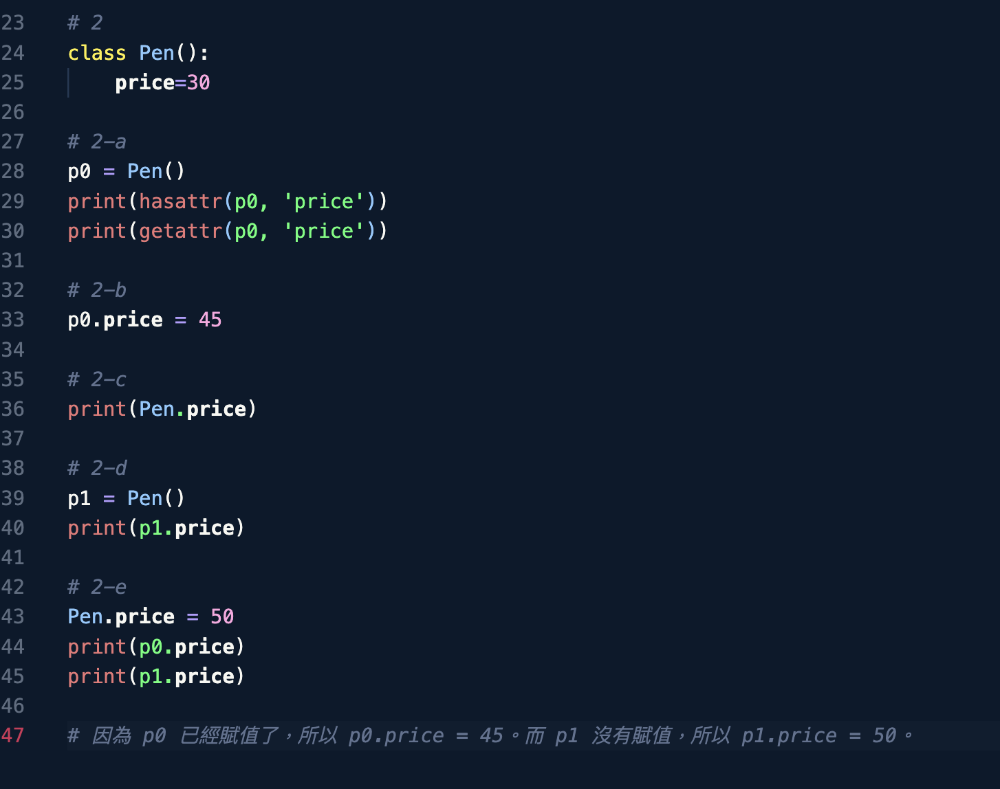 23 # 2
24 class Pen():
25     price=30
26
27 # 2-a
28 p0 = Pen()
29 print(hasattr(p0, 'price'))
30 print(getattr(p0, 'price'))
31
32 # 2-b
33 p0.price = 45
34
35 # 2-c
36 print(Pen.price)
37
38 # 2-d
39 p1 = Pen()
40 print(p1.price)
41
42 # 2-e
43 Pen.price = 50
44 print(p0.price)
45 print(p1.price)
46
47 # 因為 p0 已經賦值了，所以 p0.price = 45。而 p1 沒有賦值，所以 p1.price = 50。